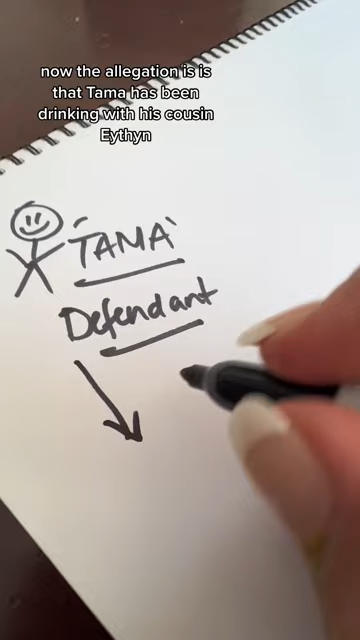 now the allegation is is
that Tama has been
drinking with his cousin
Eythyn
'TAMA'
Defendant